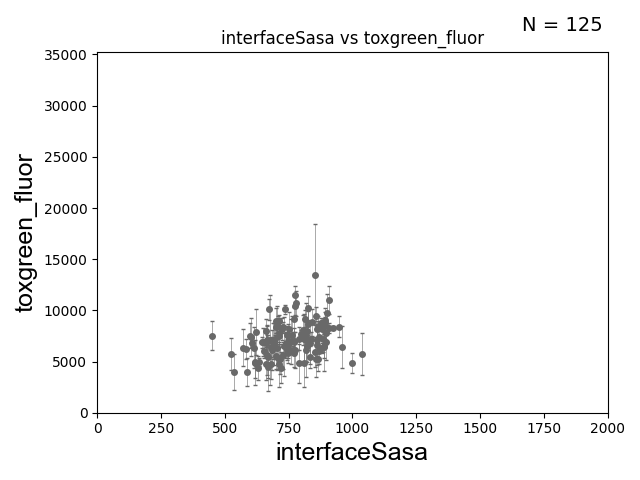 N = 125
interfaceSasa vs toxgreen_fluor
35000
30000
25000
20000
15000
10000
5000
0
toxgreen_fluor
0 250 500 750 1000 1250 1500 1750 2000
interfaceSasa